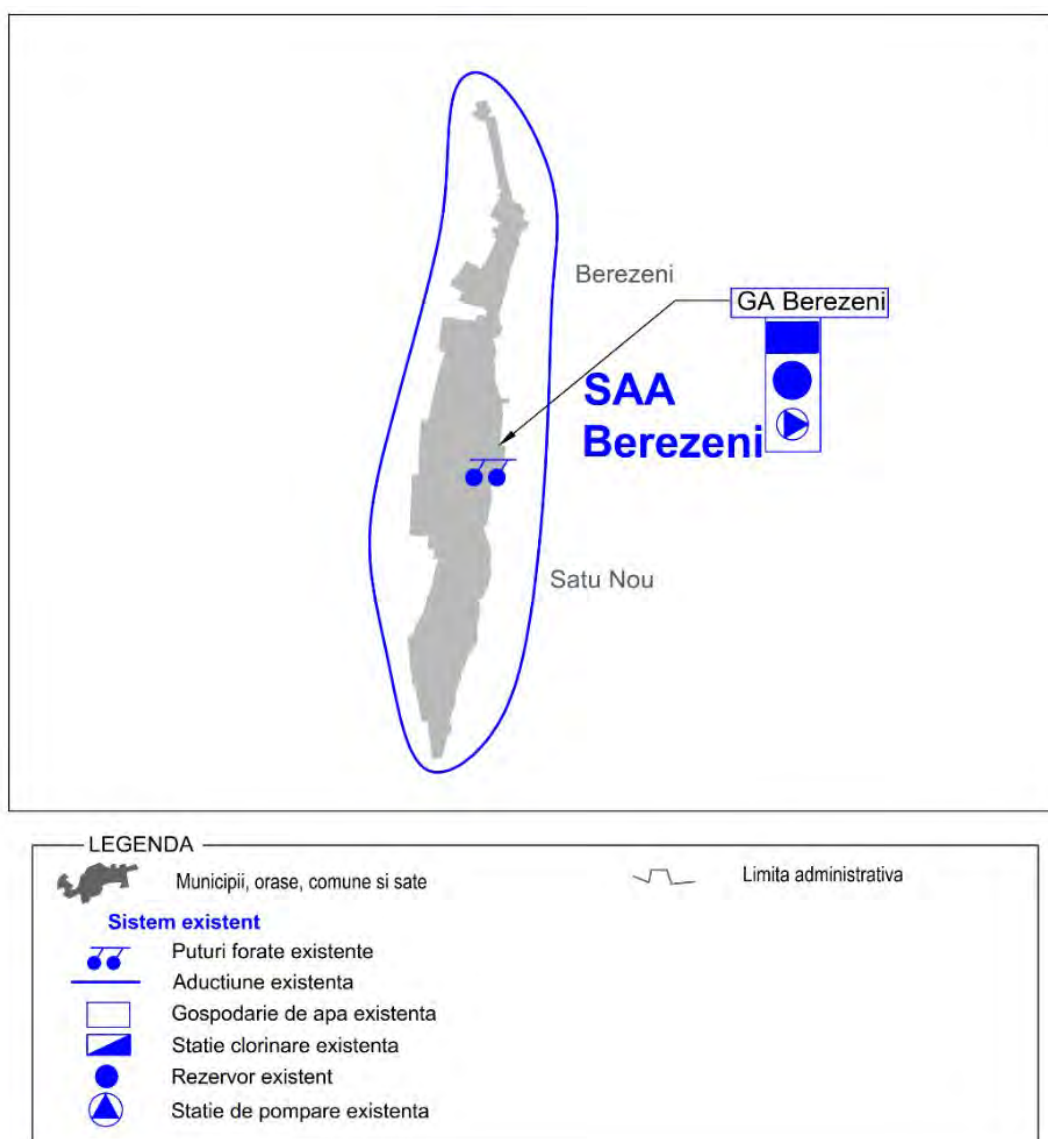 Berezeni
GA Berezeni
SAA
Berezeni
Satu Nou
LEGENDA
Municipii, orase, comune si sate
Limita administrativa
Sistem existent
Puturi forate existente
Aductiune existenta
Gospodarie de apa existenta
Statie clorinare existenta
Rezervor existent
Statie de pompare existenta